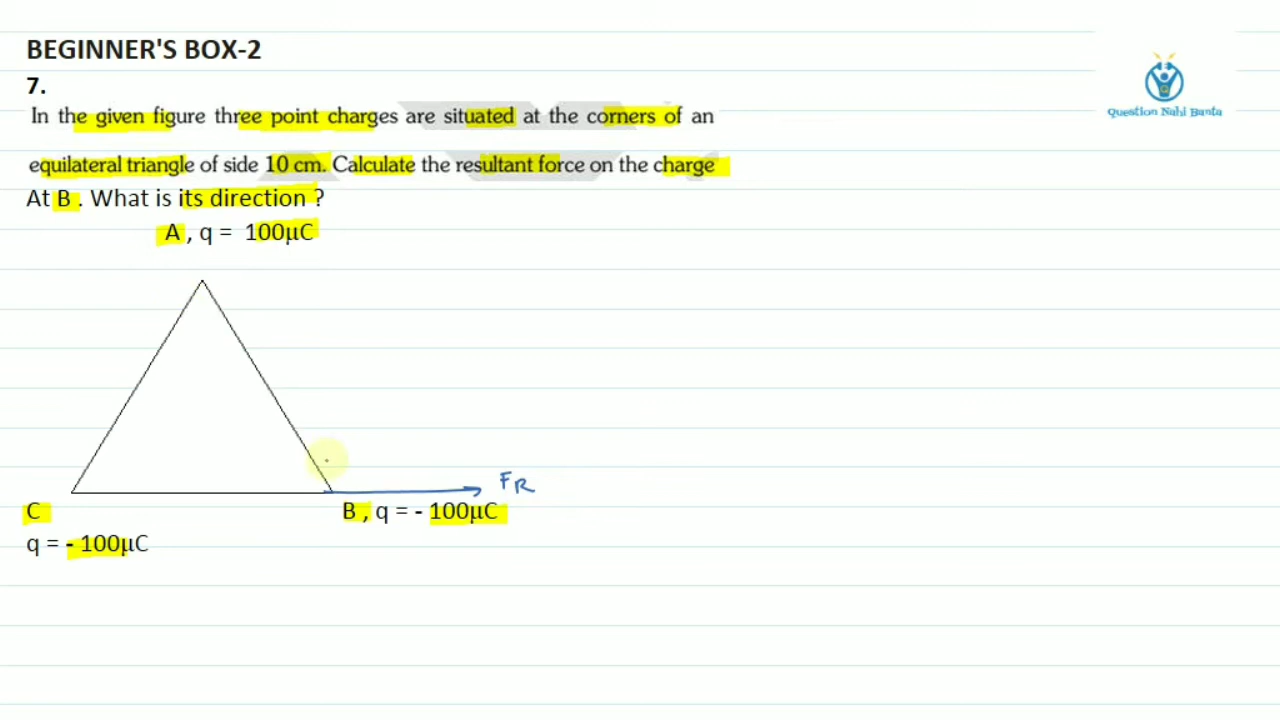 BEGINNER'S BOX-2
Question Nahi Banta
7.
In the given figure three point charges are situated at the corners of an
equilateral triangle of side 10 cm. Calculate the resultant force on the charge
At B . What is its direction ?
A , q = 100μC
FR
C
B , q = - 100μC
q = - 100μC